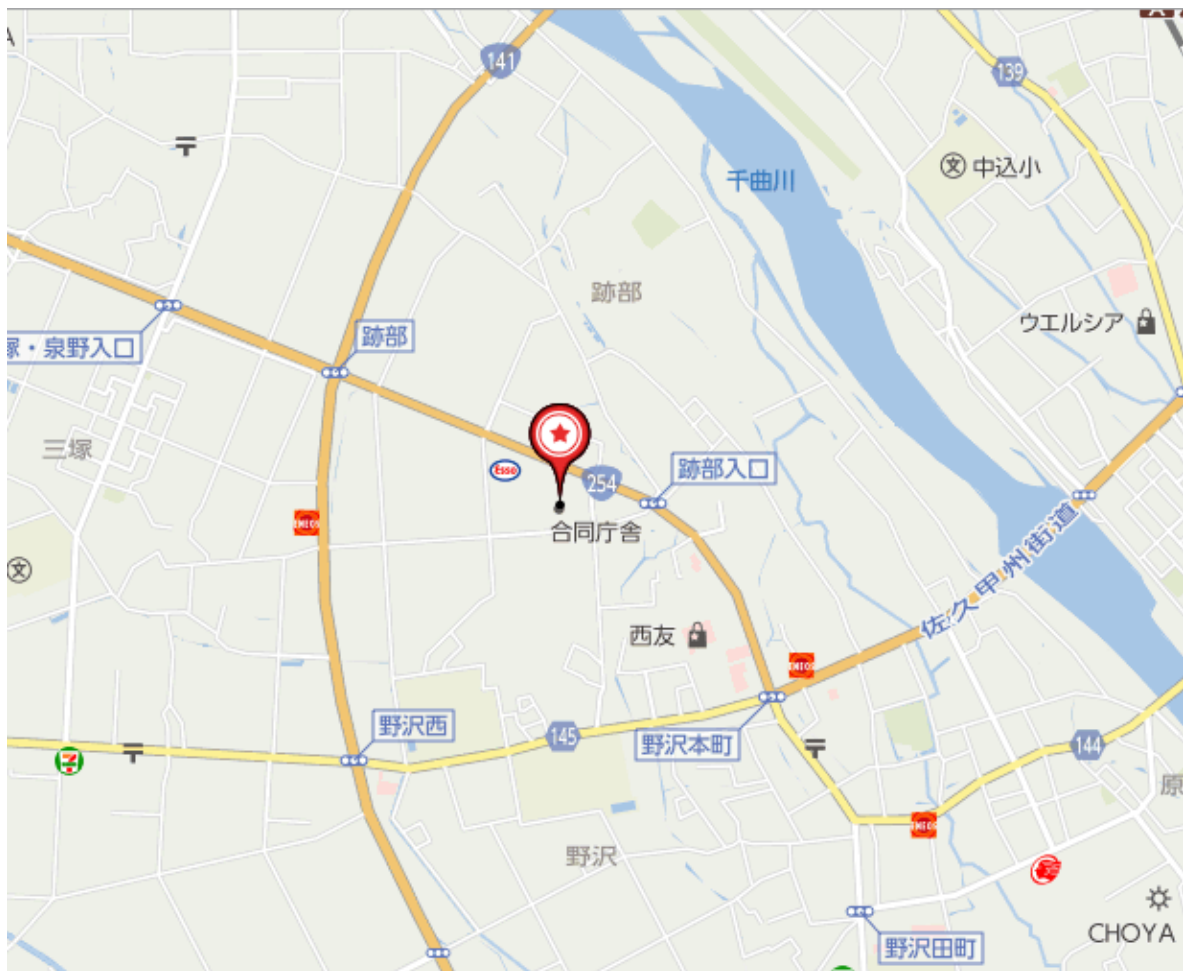 141
139
中込小
千曲川
跡部
ウエルシア
跡部
塚・泉野入口
三塚
Esso
254
跡部入口
ENEOS
合同庁舎
佐久甲州街道
西友
ENEOS
野沢西
145
野沢本町
144
原
ENEOS
野沢
CHOYA
野沢田町